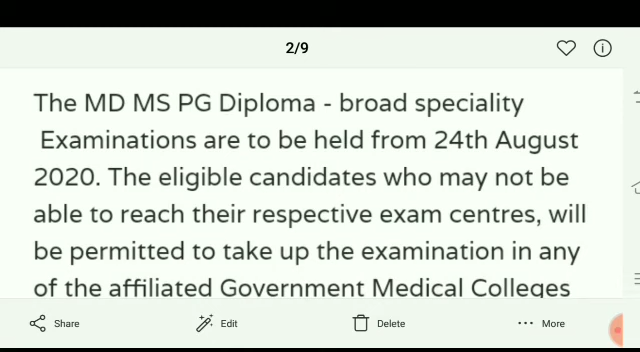 2/9
The MD MS PG Diploma - broad speciality
Examinations are to be held from 24th August
2020. The eligible candidates who may not be
able to reach their respective exam centres, will
be permitted to take up the examination in any
of the affiliated Government Medical Colleges
Share Edit Delete More